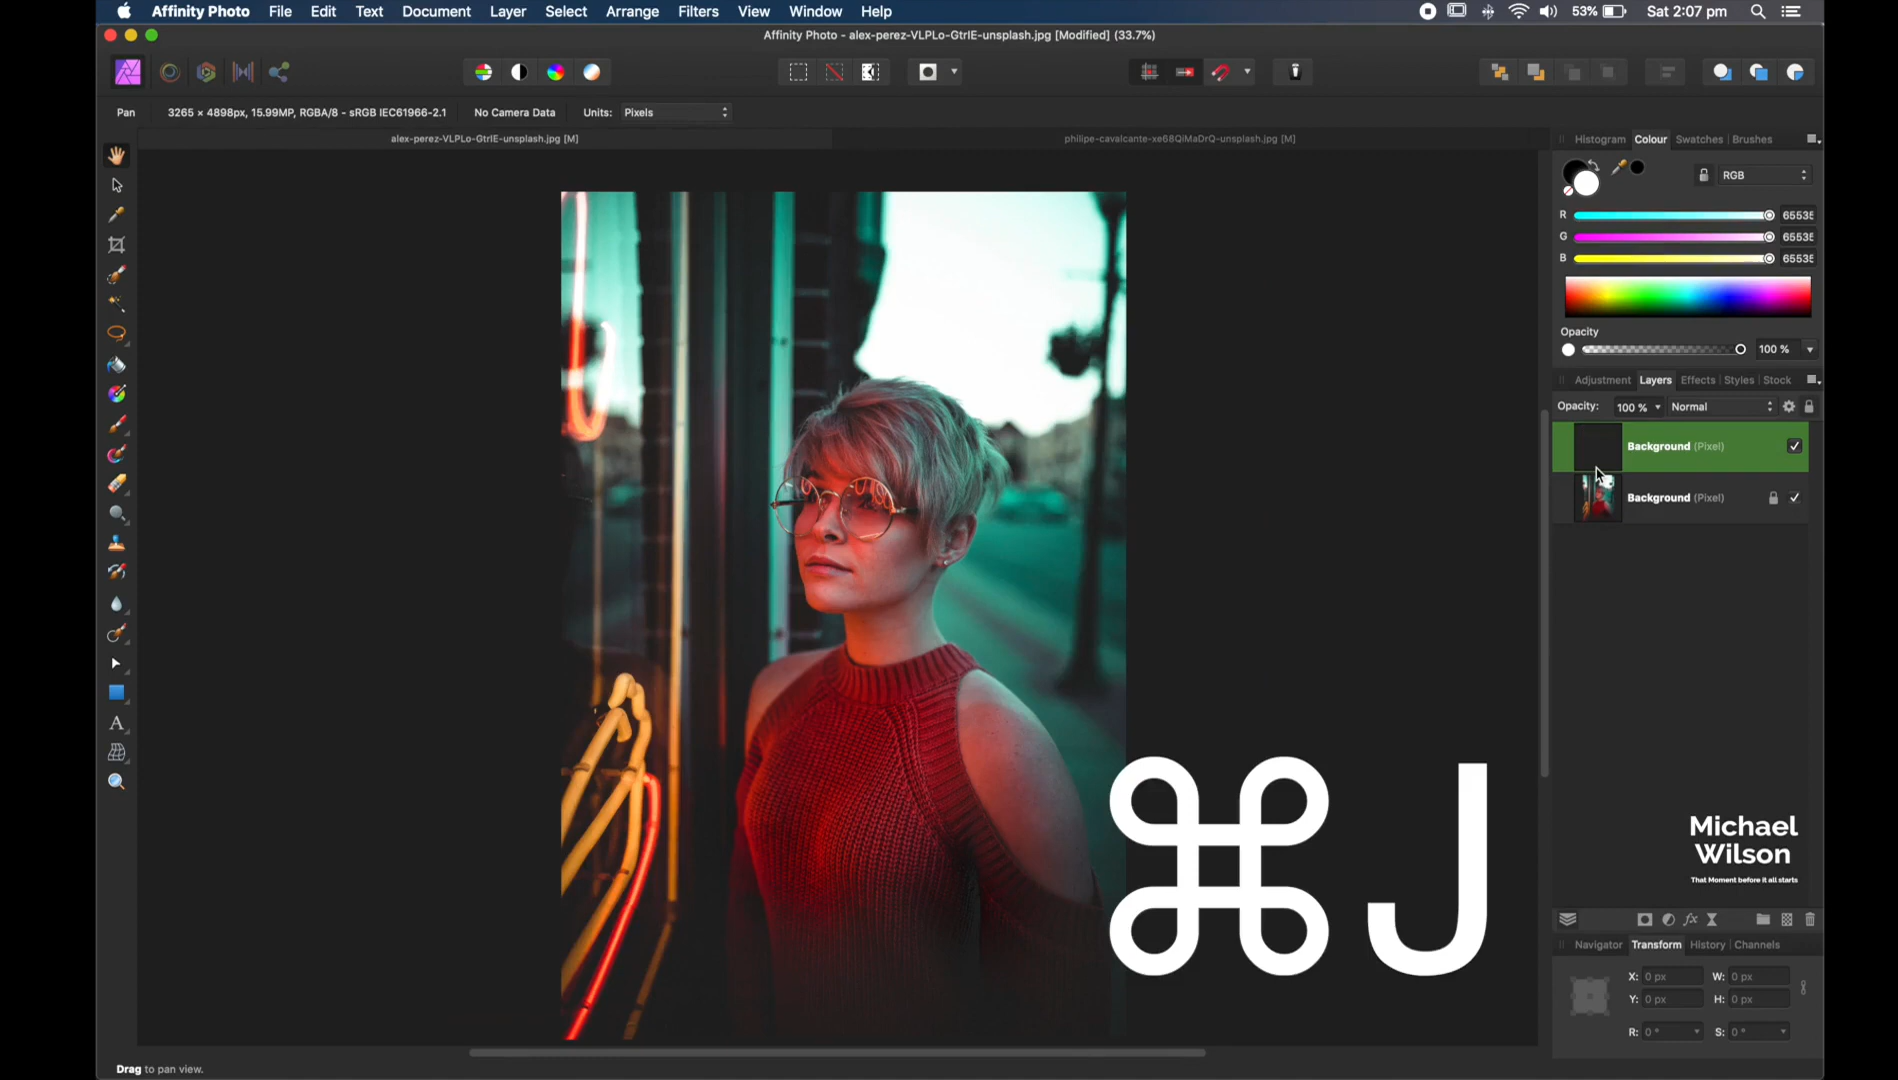 Affinity Photo File Edit Text Document Layer Select Arrange Filters View Window Help 53% Sat 2:07 pm
Affinity Photo - alex-perez-VLPLo-GtrIE-unsplash.jpg [Modified] (33.7%)
Pan 3265 × 4898px, 15.99MP, RGBA/8 - sRGB IEC61966-2.1 No Camera Data Units: Pixels
alex-perez-VLPLo-GtrIE-unsplash.jpg [M] philipe-cavalcante-xe68QiMaDrQ-unsplash.jpg [M]
Histogram Colour Swatches Brushes
RGB
R 65535
G 65535
B 65535
Opacity
100 %
Adjustment Layers Effects Styles Stock
Opacity: 100 % Normal
Background (Pixel)
Background (Pixel)
⌘J
Michael
Wilson
That Moment before it all starts
fx
Navigator Transform History Channels
X: 0 px W: 0 px
Y: 0 px H: 0 px
R: 0 ° S: 0 °
Drag to pan view.